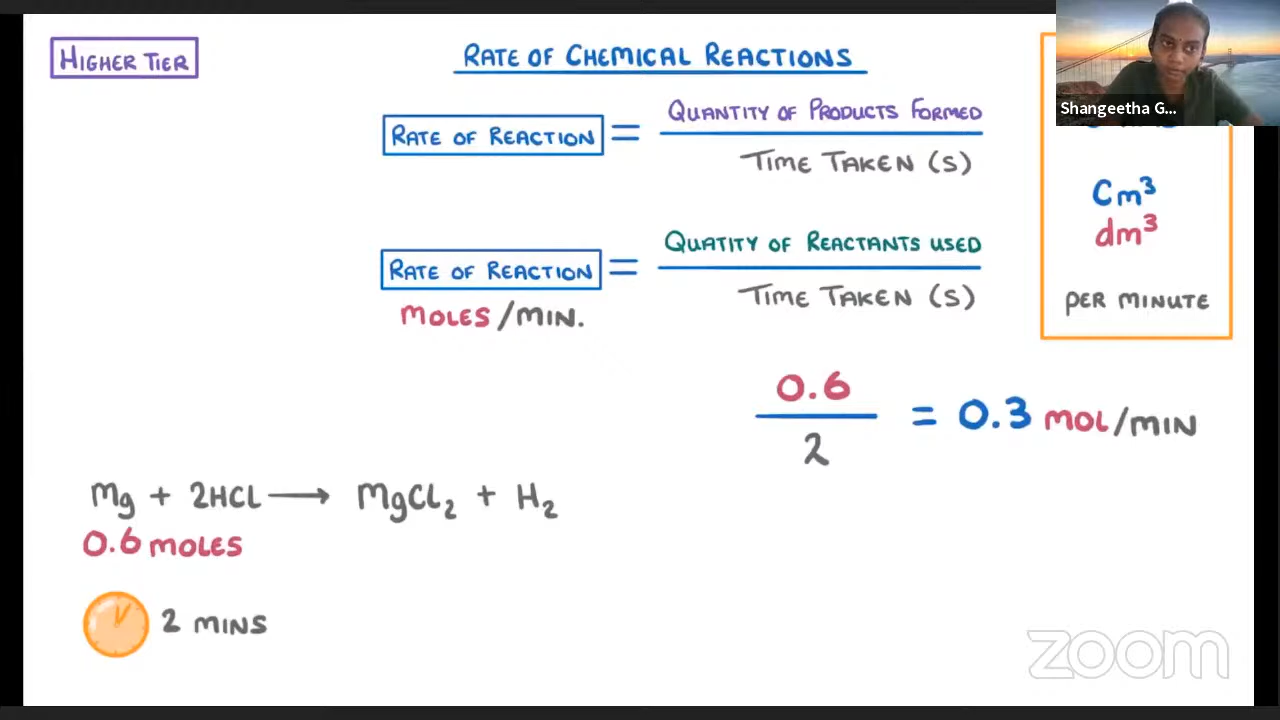 HIGHER TIER
RATE OF CHEMICAL REACTIONS
RATE OF REACTION = QUANTITY OF PRODUCTS FORMED
TIME TAKEN (S)
RATE OF REACTION = QUATITY OF REACTANTS USED
TIME TAKEN (S)
MOLES/MIN.
Shangeetha G...
Cm³
dm³
PER MINUTE
0.6
2
= 0.3 MOL/MIN
Mg + 2HCL ⟶ MgCL₂ + H₂
0.6 MOLES
2 MINS
zoom